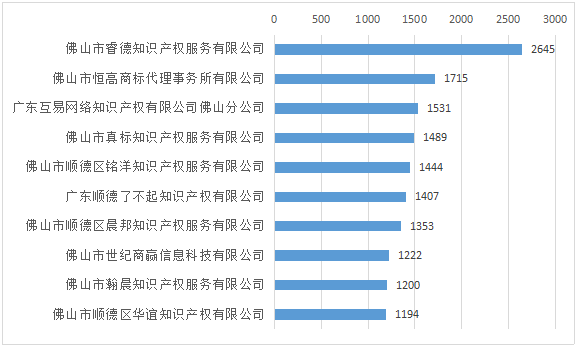 0 500 1000 1500 2000 2500 3000
佛山市睿德知识产权服务有限公司 2645
佛山市恒高商标代理事务所有限公司 1715
广东互易网络知识产权有限公司佛山分公司 1531
佛山市真标知识产权服务有限公司 1489
佛山市顺德区铭洋知识产权服务有限公司 1444
广东顺德了不起知识产权有限公司 1407
佛山市顺德区晨邦知识产权服务有限公司 1353
佛山市世纪商赢信息科技有限公司 1222
佛山市瀚晨知识产权服务有限公司 1200
佛山市顺德区华谊知识产权有限公司 1194